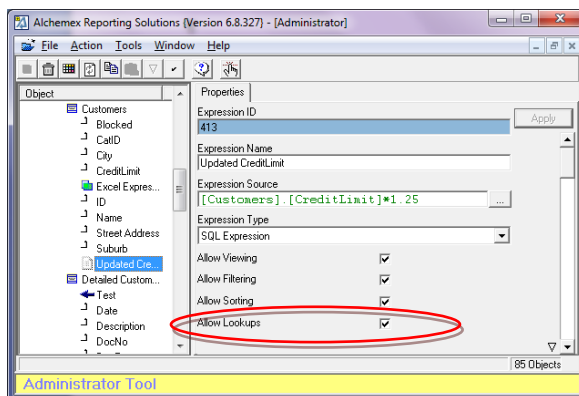 Alchemex Reporting Solutions {Version 6.8.327} - [Administrator]
File Action Tools Window Help
Object
Customers
Blocked
CatID
City
CreditLimit
Excel Expres...
ID
Name
Street Address
Suburb
Updated Cre...
Detailed Custom...
Test
Date
Description
DocNo
Properties
Expression ID
413
Apply
Expression Name
Updated CreditLimit
Expression Source
[Customers].[CreditLimit]*1.25
...
Expression Type
SQL Expression
Allow Viewing
Allow Filtering
Allow Sorting
Allow Lookups
85 Objects
Administrator Tool